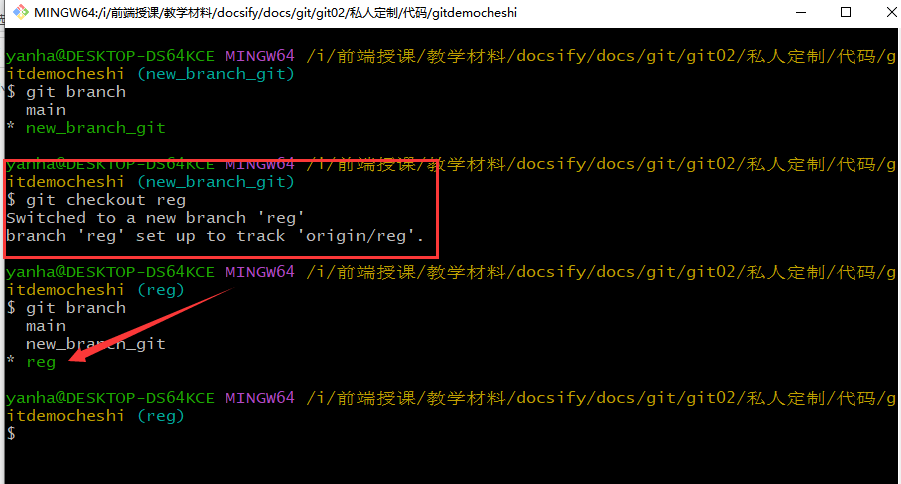 MINGW64:/i/前端授课/教学材料/docsify/docs/git/git02/私人定制/代码/gitdemocheshi
yanha@DESKTOP-DS64KCE MINGW64 /i/前端授课/教学材料/docsify/docs/git/git02/私人定制/代码/g
itdemocheshi (new_branch_git)
$ git branch
  main
* new_branch_git
yanha@DESKTOP-DS64KCE MINGW64 /i/前端授课/教学材料/docsify/docs/git/git02/私人定制/代码/g
itdemocheshi (new_branch_git)
$ git checkout reg
Switched to a new branch 'reg'
branch 'reg' set up to track 'origin/reg'.
yanha@DESKTOP-DS64KCE MINGW64 /i/前端授课/教学材料/docsify/docs/git/git02/私人定制/代码/g
itdemocheshi (reg)
$ git branch
  main
  new_branch_git
* reg
yanha@DESKTOP-DS64KCE MINGW64 /i/前端授课/教学材料/docsify/docs/git/git02/私人定制/代码/g
itdemocheshi (reg)
$